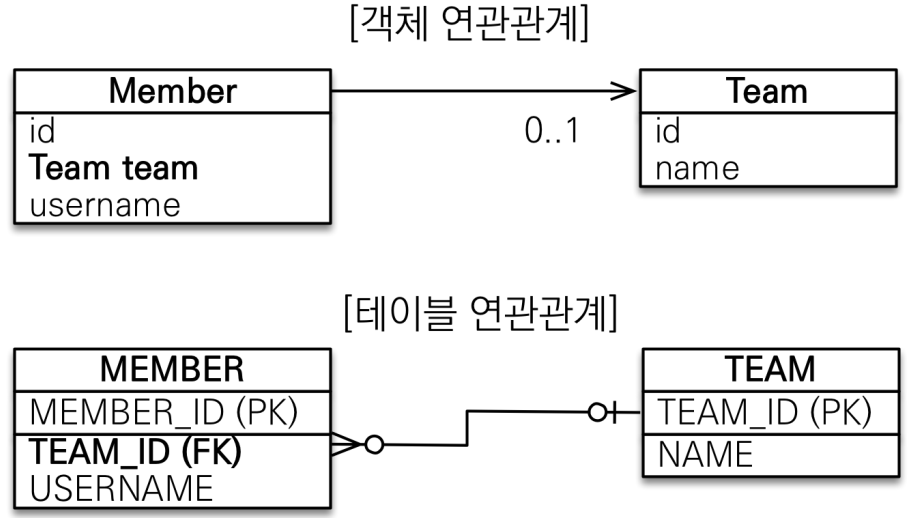 [객체 연관관계]
Member
id
Team team
username
0..1
Team
id
name
[테이블 연관관계]
MEMBER
MEMBER_ID (PK)
TEAM_ID (FK)
USERNAME
TEAM
TEAM_ID (PK)
NAME